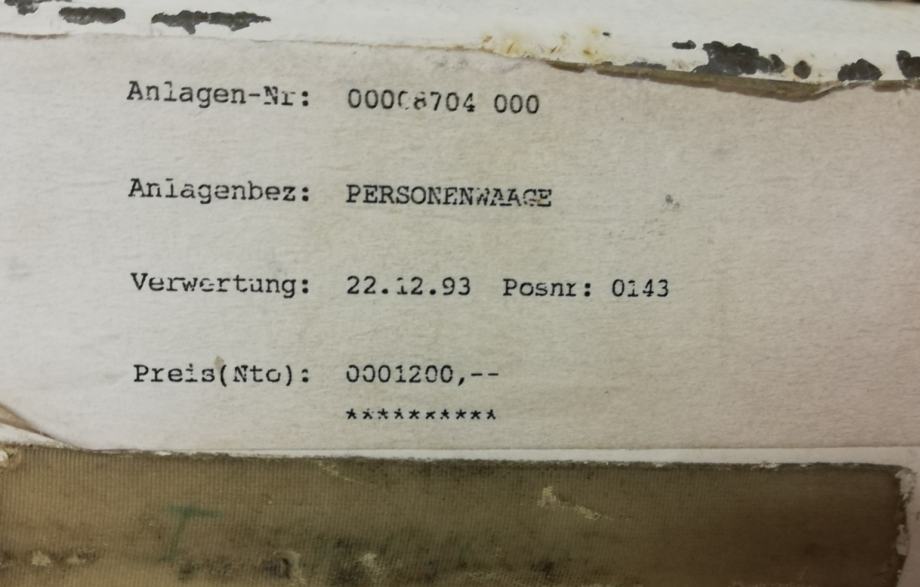 Anlagen-Nr: 00008704 000
Anlagenbez: PERSONENWAAGE
Verwertung: 22.12.93 Posnr: 0143
Preis(Nto): 0001200,--
**********